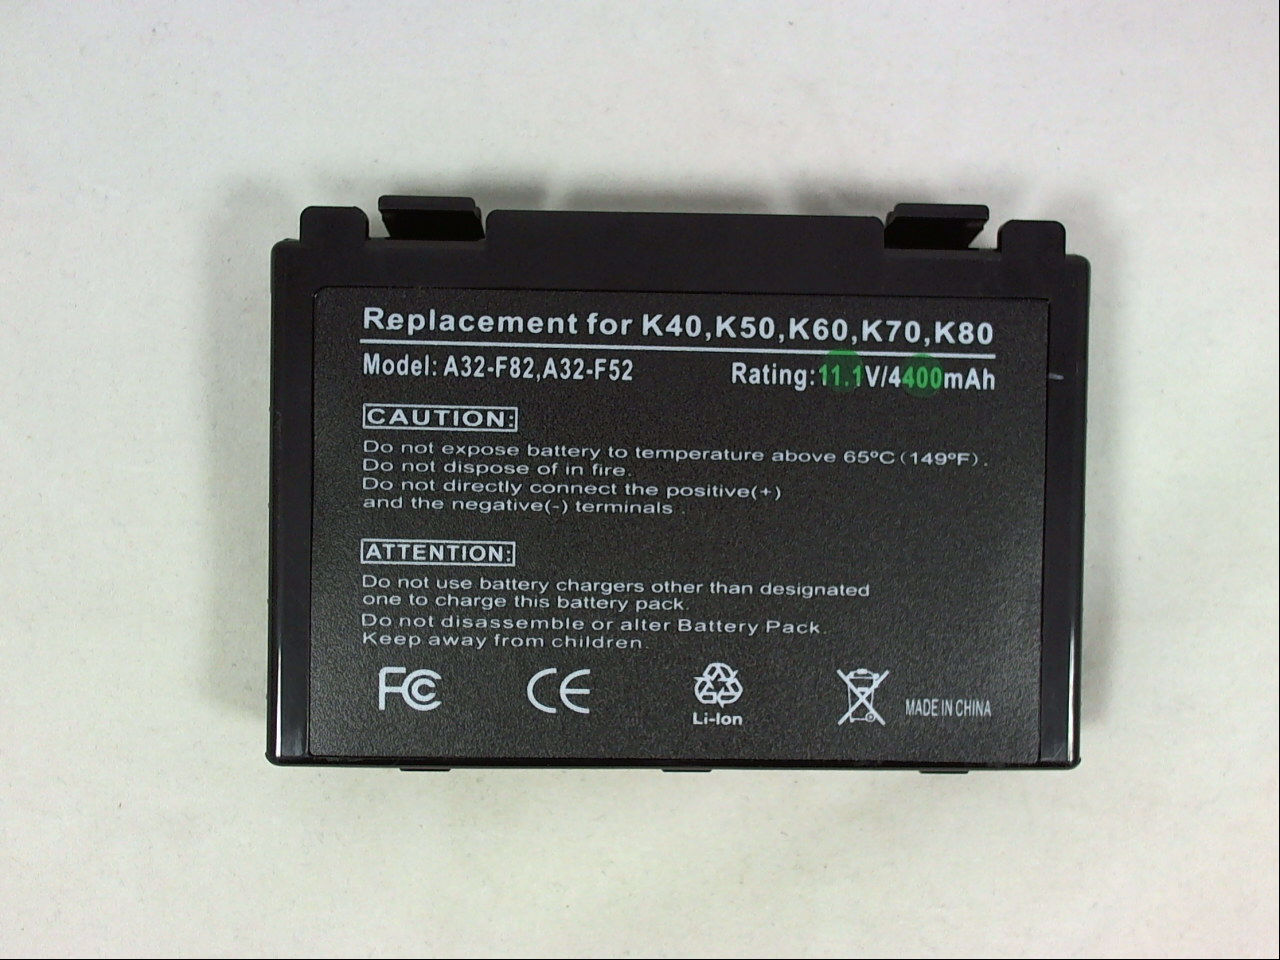 Replacement for K40,K50,K60,K70,K80
Model: A32-F82,A32-F52 Rating:11.1V/4400mAh
CAUTION:
Do not expose battery to temperature above 65ºC(149ºF).
Do not dispose of in fire.
Do not directly connect the positive(+)
and the negative(-) terminals .
ATTENTION:
Do not use battery chargers other than designated
one to charge this battery pack.
Do not disassemble or alter Battery Pack.
Keep away from children.
FC CE Li-Ion MADE IN CHINA